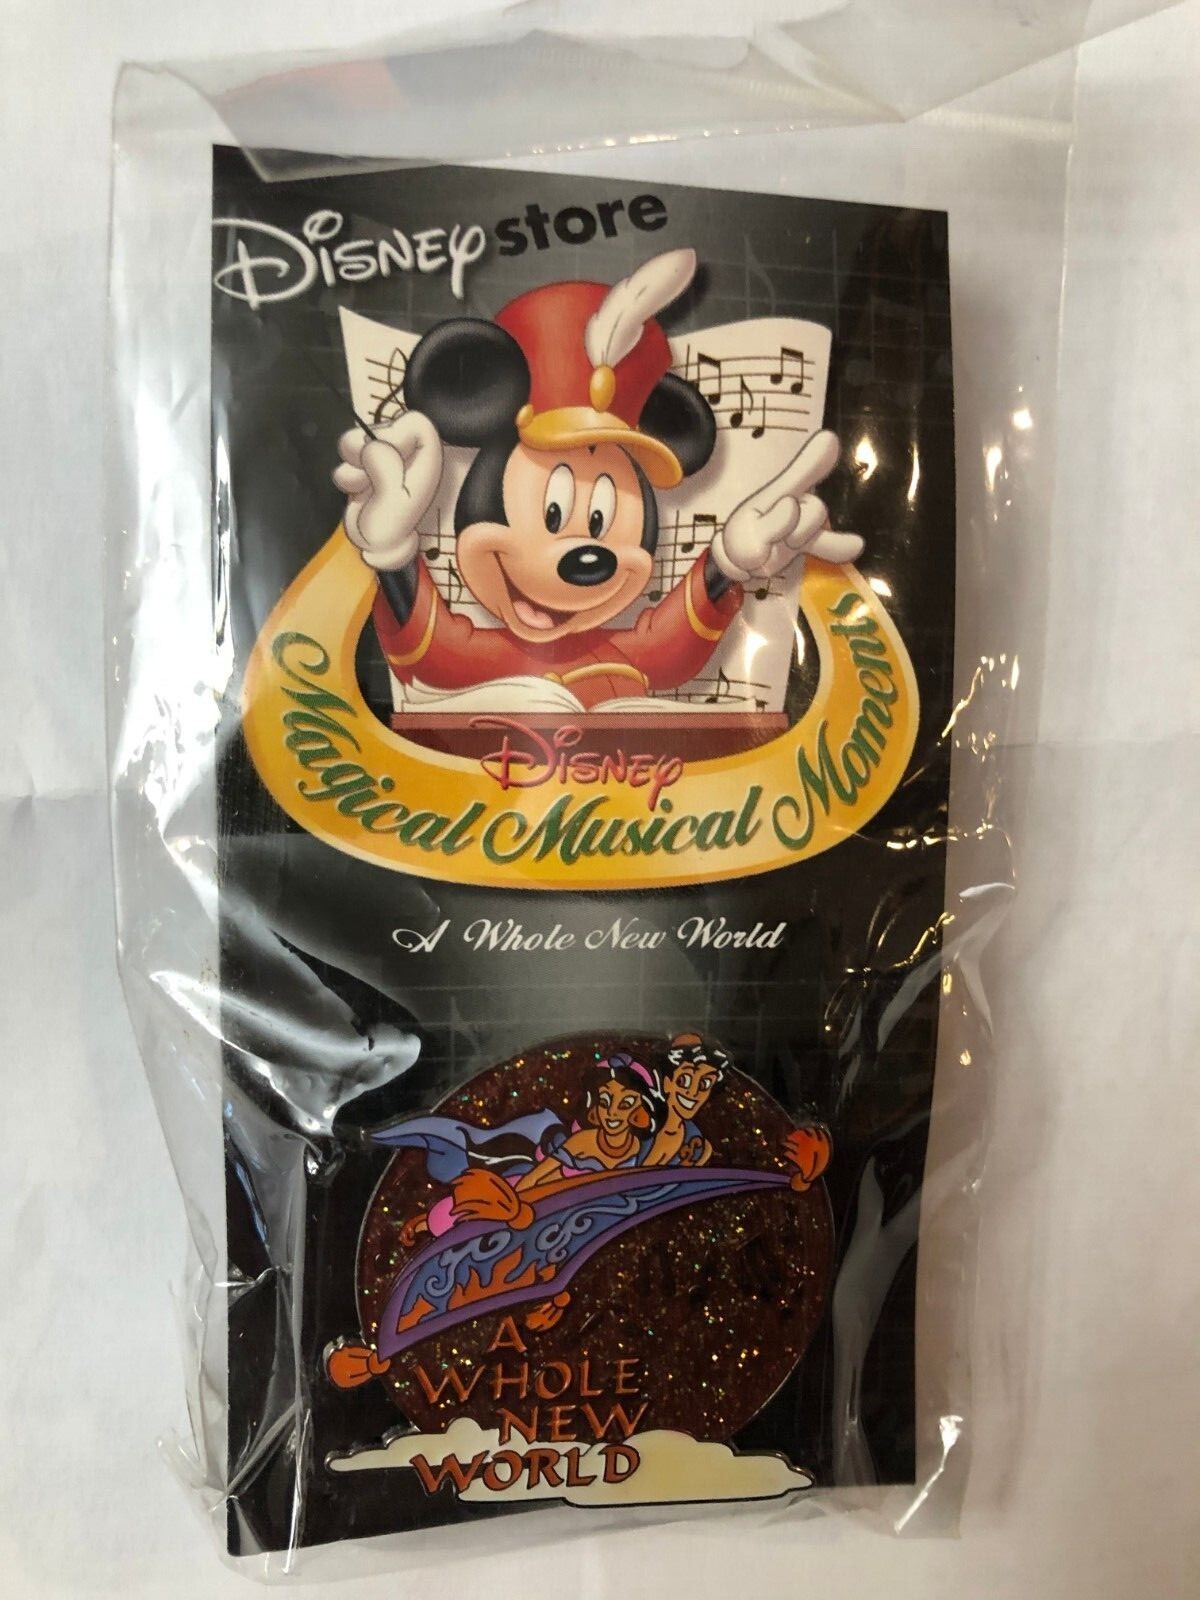 Disney store
Disney
Magical Musical Moments
A Whole New World
A
WHOLE
NEW
WORLD